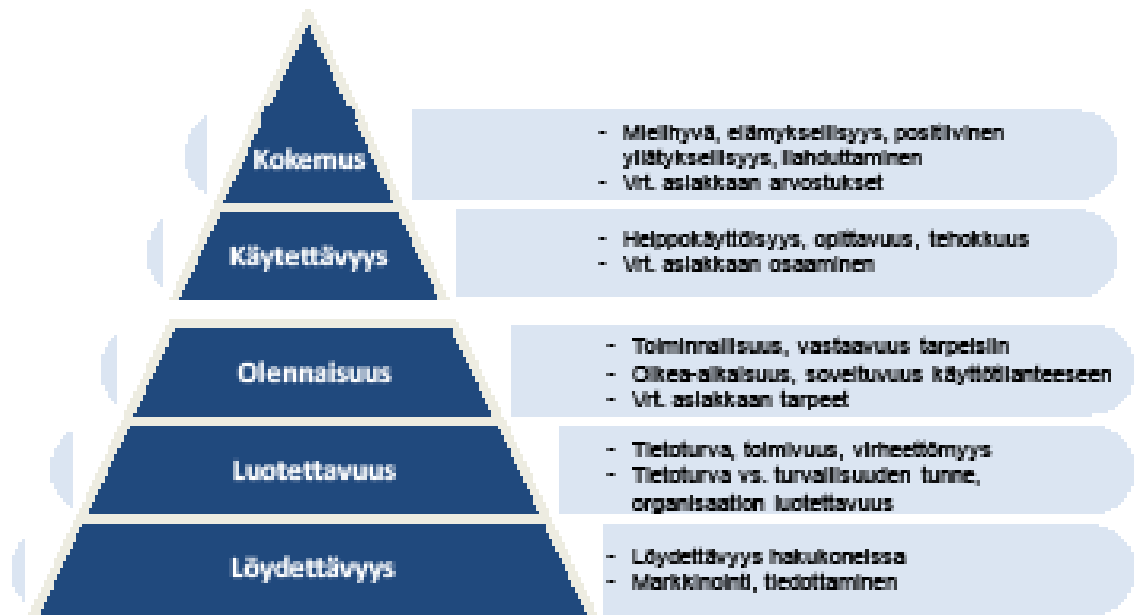 Kokemus
- Mielihyvä, elämyksellisyys, positiivinen
yllätyksellisyys, ilahduttaminen
- Vrt. asiakkaan arvostukset
Käytettävyys
- Helppokäyttöisyys, opittavuus, tehokkuus
- Vrt. asiakkaan osaaminen
Olennaisuus
- Toiminnallisuus, vastaavuus tarpeisiin
- Oikea-aikaisuus, soveltuvuus käyttötilanteeseen
- Vrt. asiakkaan tarpeet
Luotettavuus
- Tietoturva, toimivuus, virheettömyys
- Tietoturva vs. turvallisuuden tunne,
organisaation luotettavuus
Löydettävyys
- Löydettävyys hakukoneissa
- Markkinointi, tiedottaminen